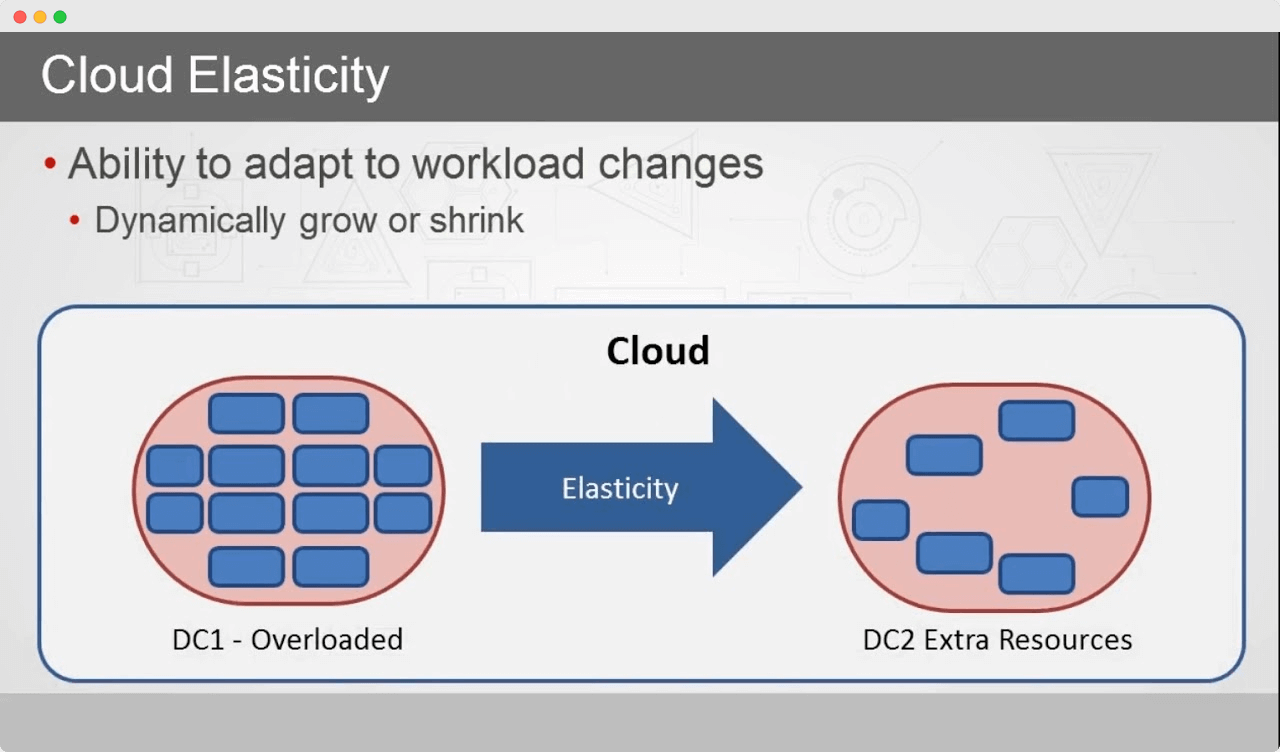 Cloud Elasticity
• Ability to adapt to workload changes
• Dynamically grow or shrink
Cloud
Elasticity
DC1 - Overloaded
DC2 Extra Resources